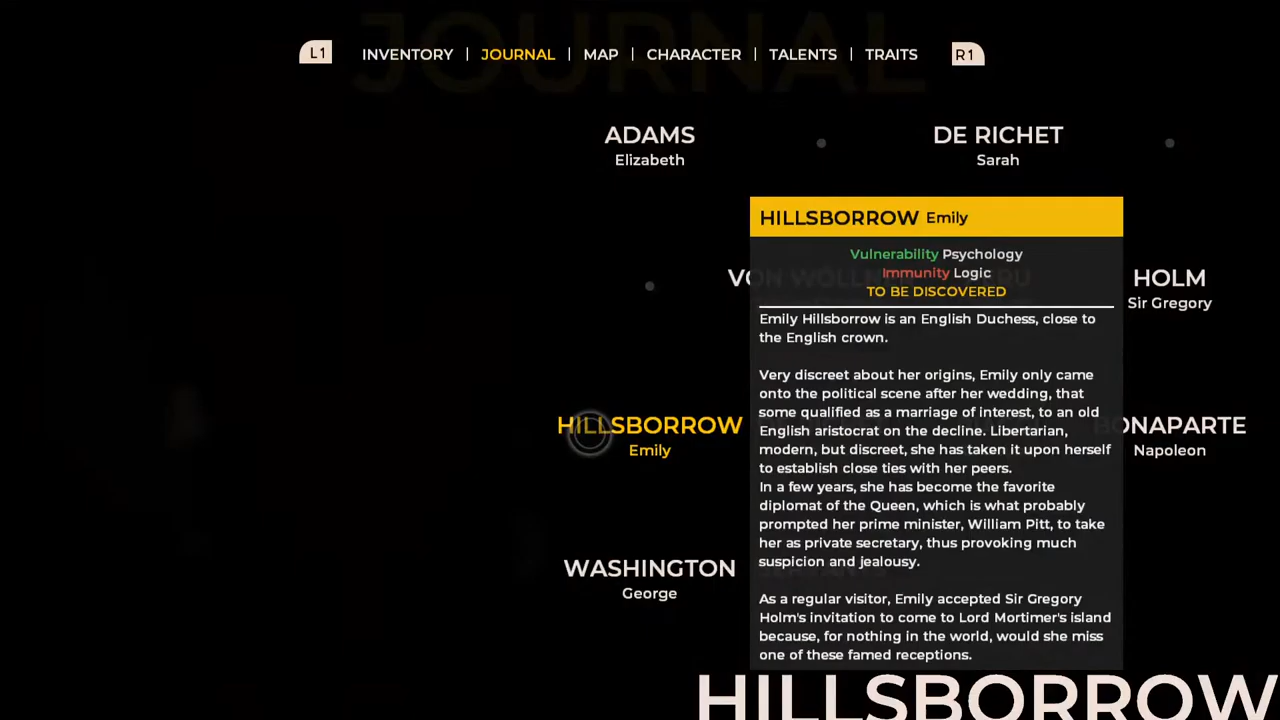 JOURNAL
L1 INVENTORY | JOURNAL | MAP | CHARACTER | TALENTS | TRAITS R1
ADAMS
Elizabeth
DE RICHET
Sarah
HILLSBORROW Emily
Vulnerability Psychology
Immunity Logic
TO BE DISCOVERED
Emily Hillsborrow is an English Duchess, close to
the English crown.
Very discreet about her origins, Emily only came
onto the political scene after her wedding, that
some qualified as a marriage of interest, to an old
English aristocrat on the decline. Libertarian,
modern, but discreet, she has taken it upon herself
to establish close ties with her peers.
In a few years, she has become the favorite
diplomat of the Queen, which is what probably
prompted her prime minister, William Pitt, to take
her as private secretary, thus provoking much
suspicion and jealousy.
As a regular visitor, Emily accepted Sir Gregory
Holm's invitation to come to Lord Mortimer's island
because, for nothing in the world, would she miss
one of these famed receptions.
VON WÖLLNER
HOLM
Sir Gregory
HILLSBORROW
Emily
BONAPARTE
Napoleon
WASHINGTON
George
HILLSBORROW